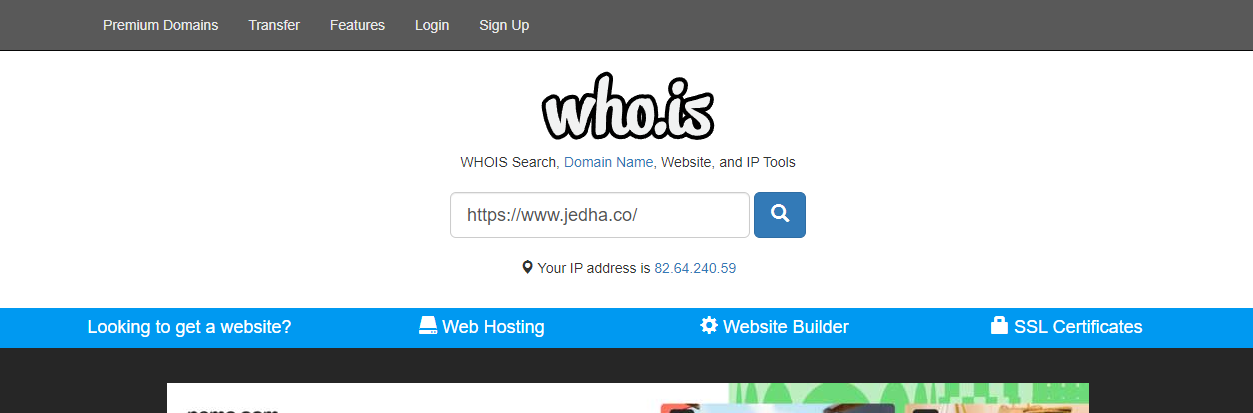 Premium Domains Transfer Features Login Sign Up
who.is
WHOIS Search, Domain Name, Website, and IP Tools
https://www.jedha.co/
Your IP address is 82.64.240.59
Looking to get a website? Web Hosting Website Builder SSL Certificates